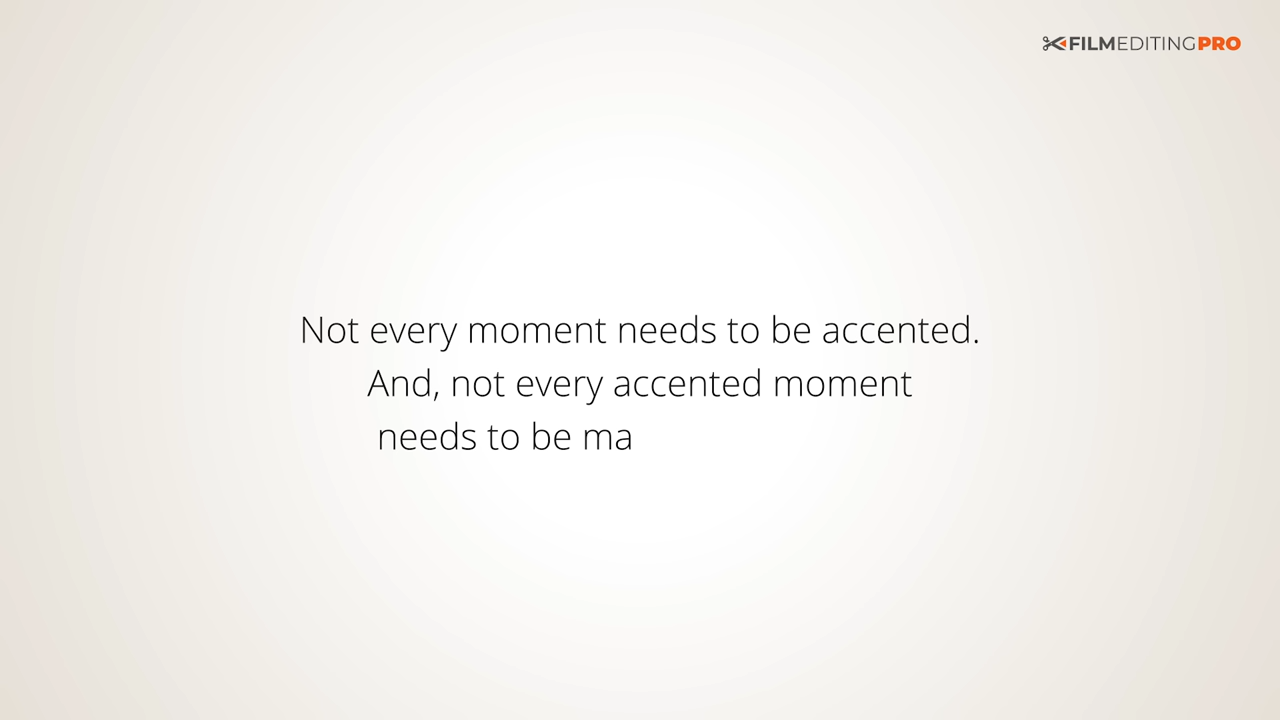 FILMEDITINGPRO
Not every moment needs to be accented.
And, not every accented moment
needs to be ma